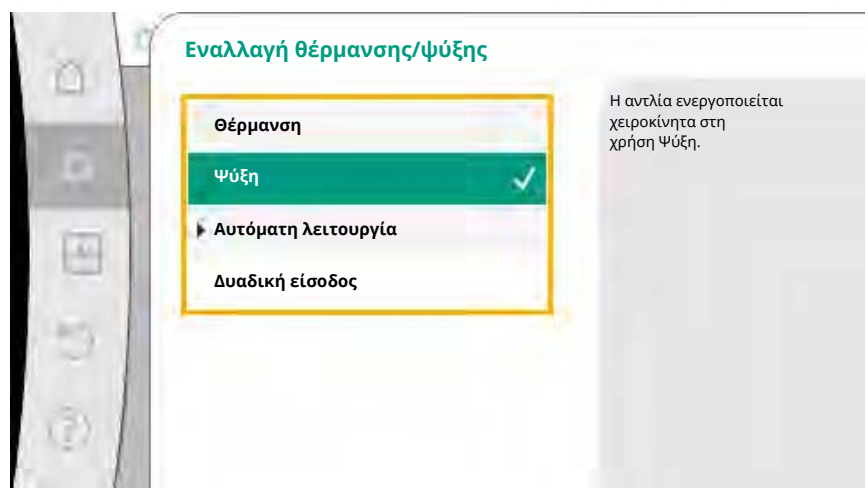 Εναλλαγή θέρμανσης/ψύξης
Θέρμανση
Ψύξη
Αυτόματη λειτουργία
Δυαδική είσοδος
Η αντλία ενεργοποιείται
χειροκίνητα στη
χρήση Ψύξη.